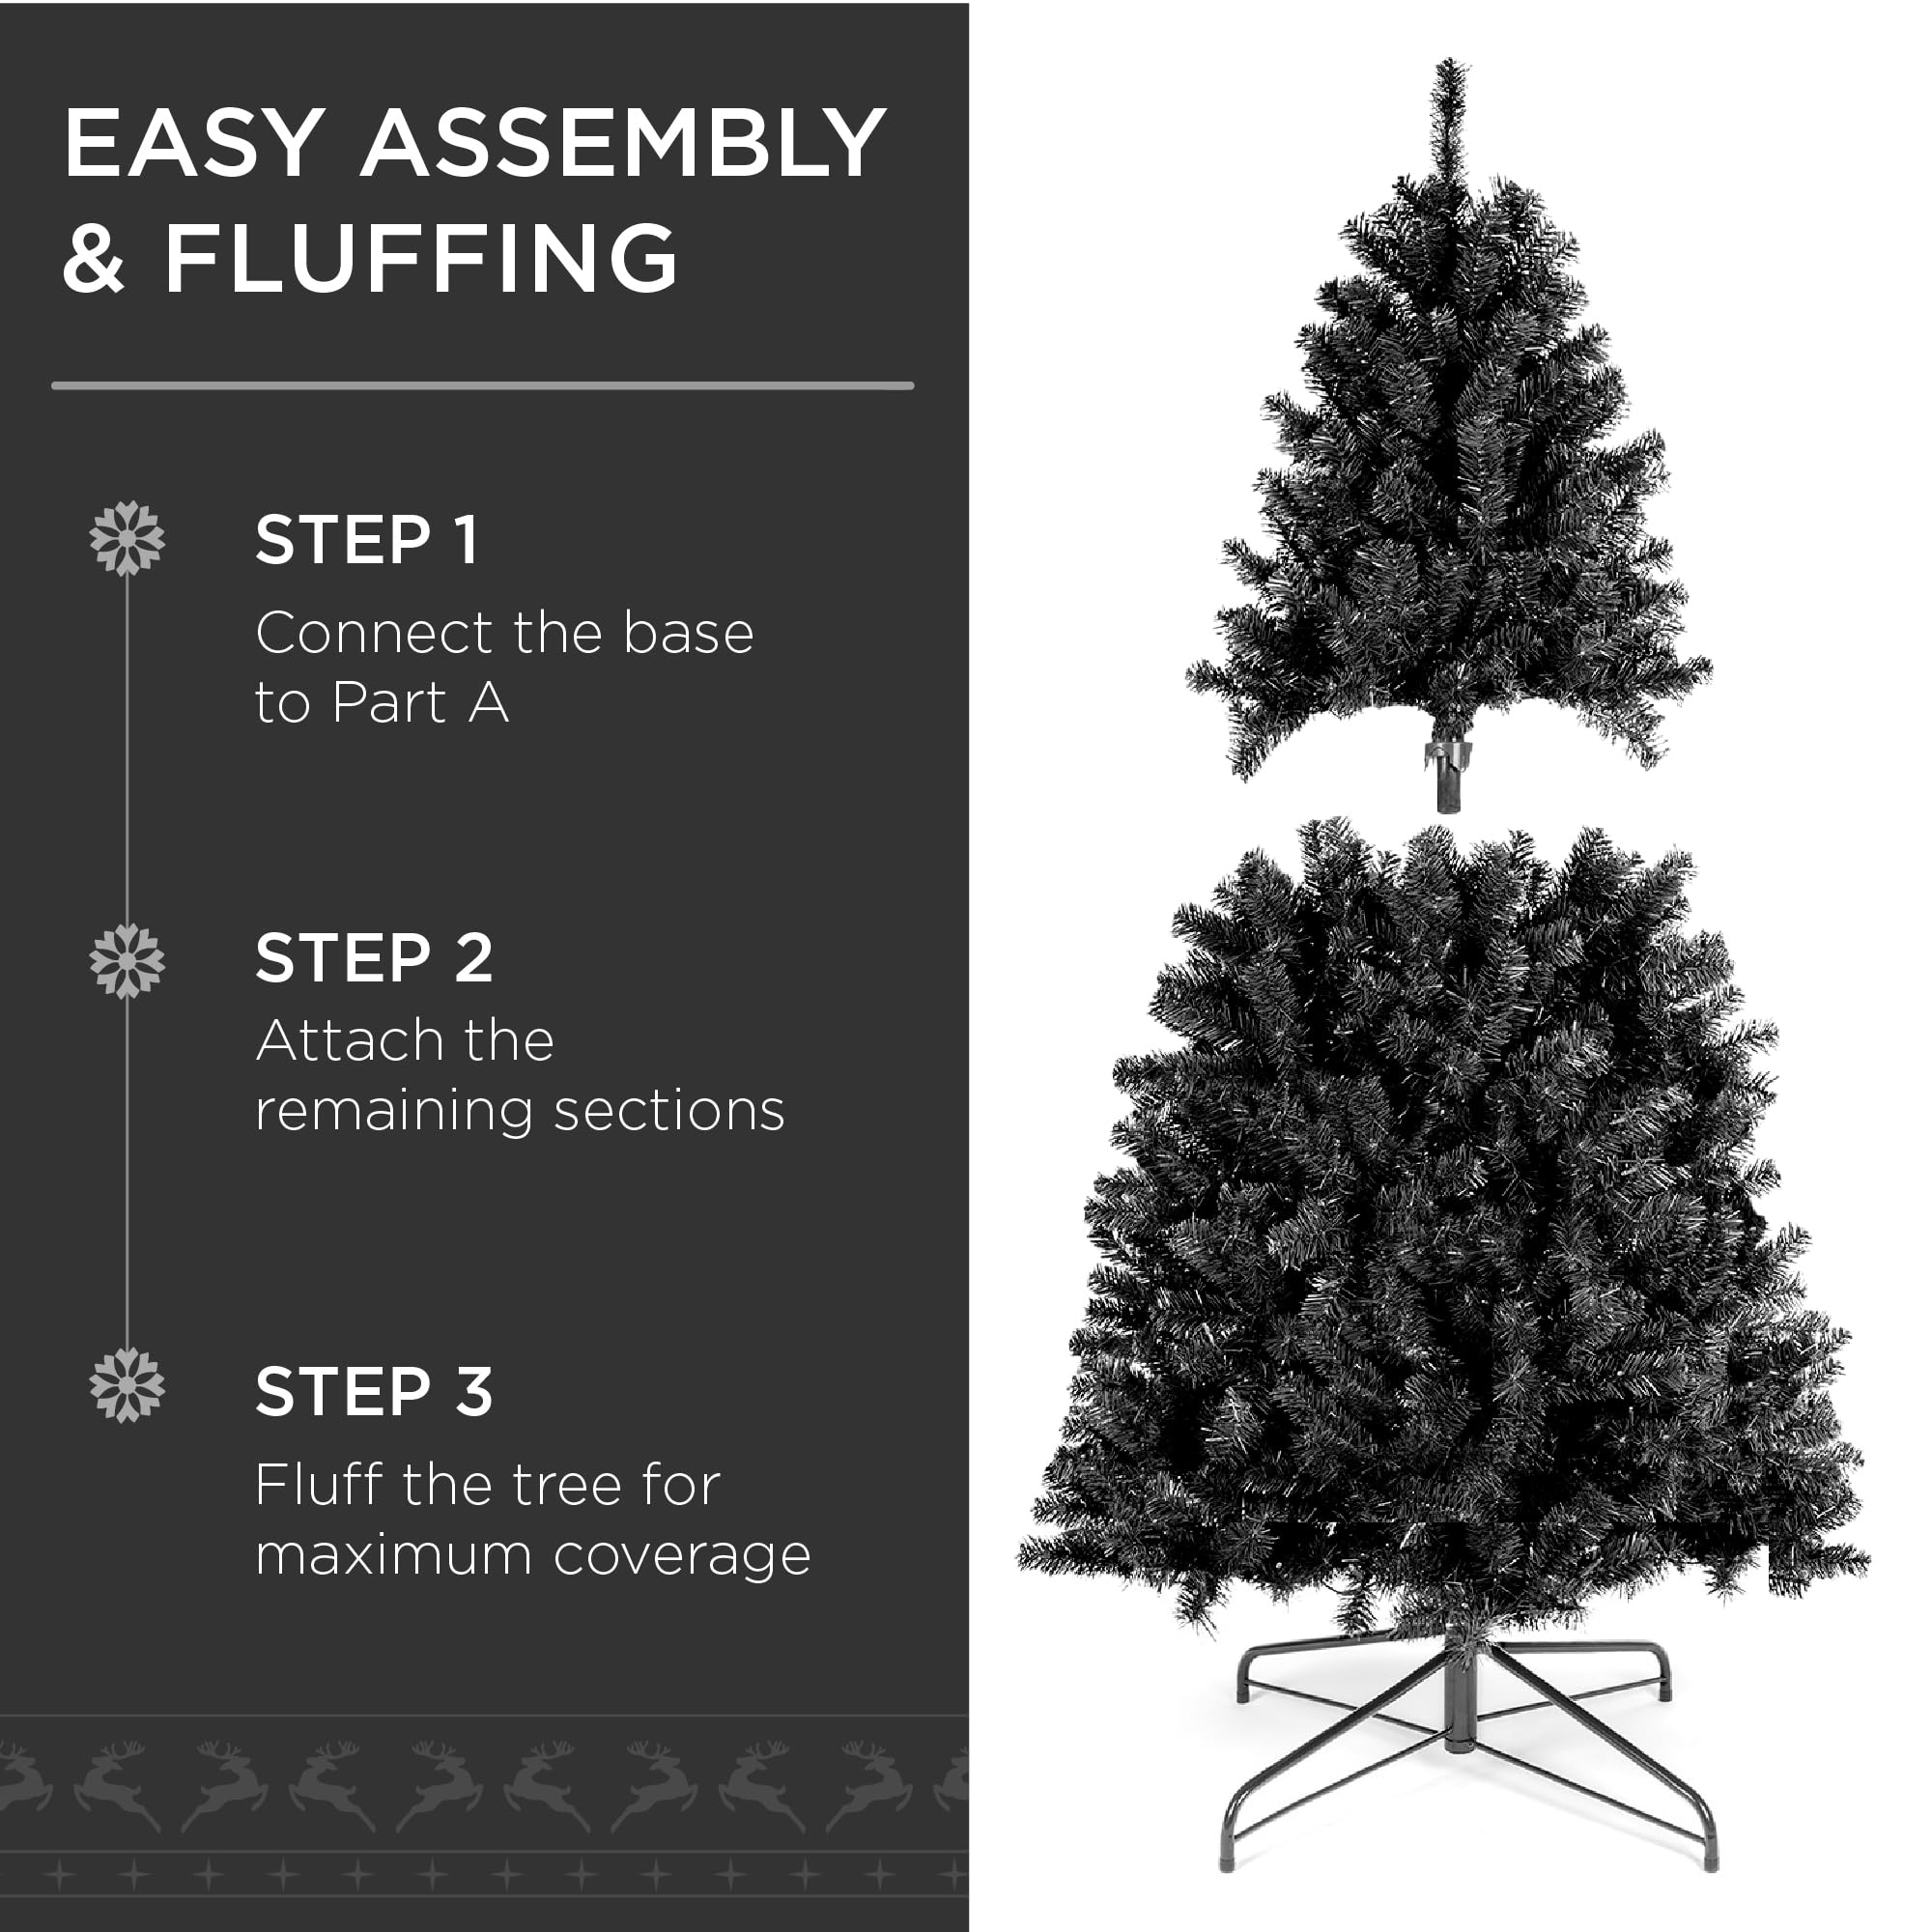 EASY ASSEMBLY
& FLUFFING
STEP 1
Connect the base
to Part A
STEP 2
Attach the
remaining sections
STEP 3
Fluff the tree for
maximum coverage